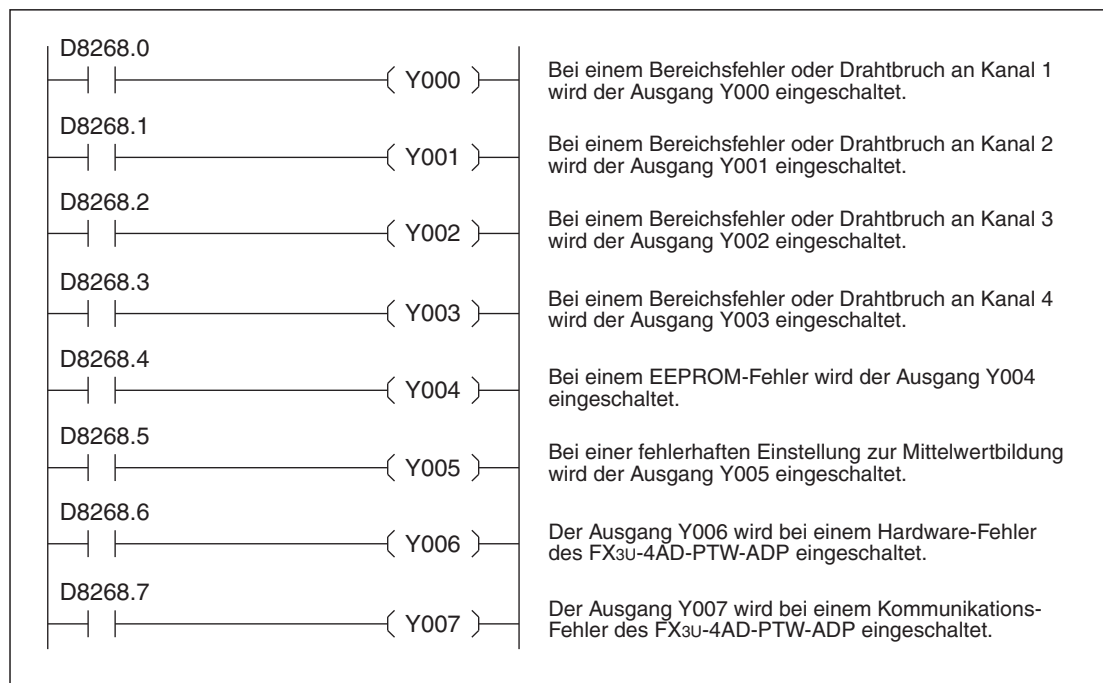 D8268.0
Y000
Bei einem Bereichsfehler oder Drahtbruch an Kanal 1
wird der Ausgang Y000 eingeschaltet.
D8268.1
Y001
Bei einem Bereichsfehler oder Drahtbruch an Kanal 2
wird der Ausgang Y001 eingeschaltet.
D8268.2
Y002
Bei einem Bereichsfehler oder Drahtbruch an Kanal 3
wird der Ausgang Y002 eingeschaltet.
D8268.3
Y003
Bei einem Bereichsfehler oder Drahtbruch an Kanal 4
wird der Ausgang Y003 eingeschaltet.
D8268.4
Y004
Bei einem EEPROM-Fehler wird der Ausgang Y004
eingeschaltet.
D8268.5
Y005
Bei einer fehlerhaften Einstellung zur Mittelwertbildung
wird der Ausgang Y005 eingeschaltet.
D8268.6
Y006
Der Ausgang Y006 wird bei einem Hardware-Fehler
des FX3U-4AD-PTW-ADP eingeschaltet.
D8268.7
Y007
Der Ausgang Y007 wird bei einem Kommunikations-
Fehler des FX3U-4AD-PTW-ADP eingeschaltet.